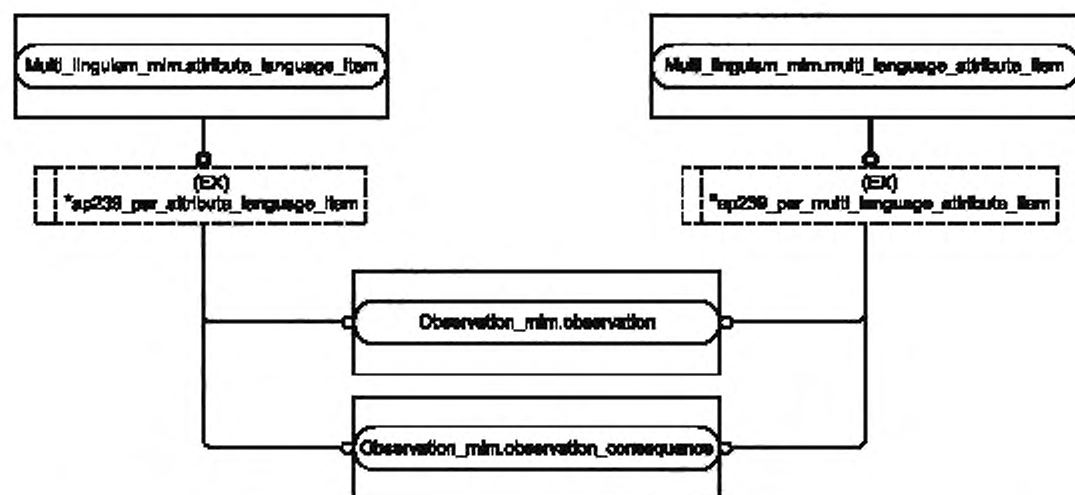 Multi_linguism_mim.attribute_language_item
Multi_linguism_mim.multi_language_attribute_item
(EX)
*ap239_per_attribute_language_item
(EX)
*ap239_per_multi_language_attribute_item
Observation_mim.observation
Observation_mim.observation_consequence